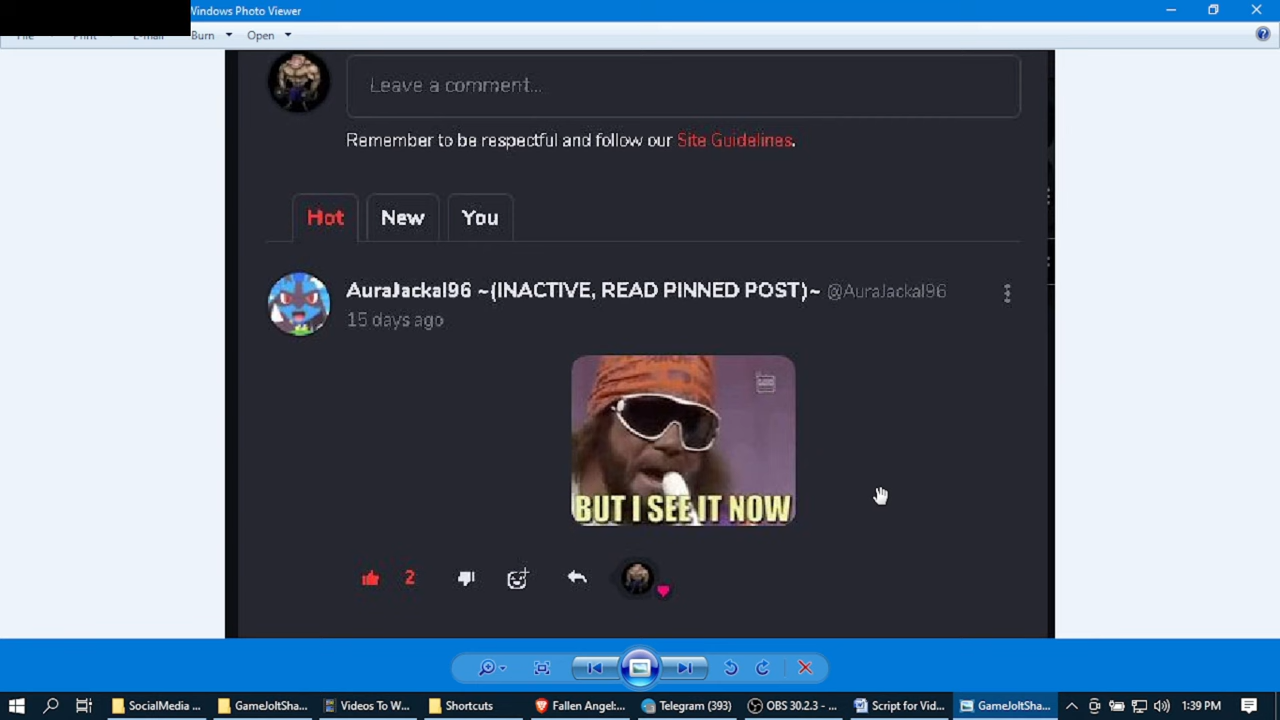 Windows Photo Viewer
Burn Open
Leave a comment...
Remember to be respectful and follow our Site Guidelines.
Hot New You
AuraJackal96 ~(INACTIVE, READ PINNED POST)~ @AuraJackal96
15 days ago
BUT I SEE IT NOW
2
SocialMedia ... GameJoltSha... Videos To W... Shortcuts Fallen Angel:... Telegram (393) OBS 30.2.3 - ... Script for Vid... GameJoltSha... 1:39 PM